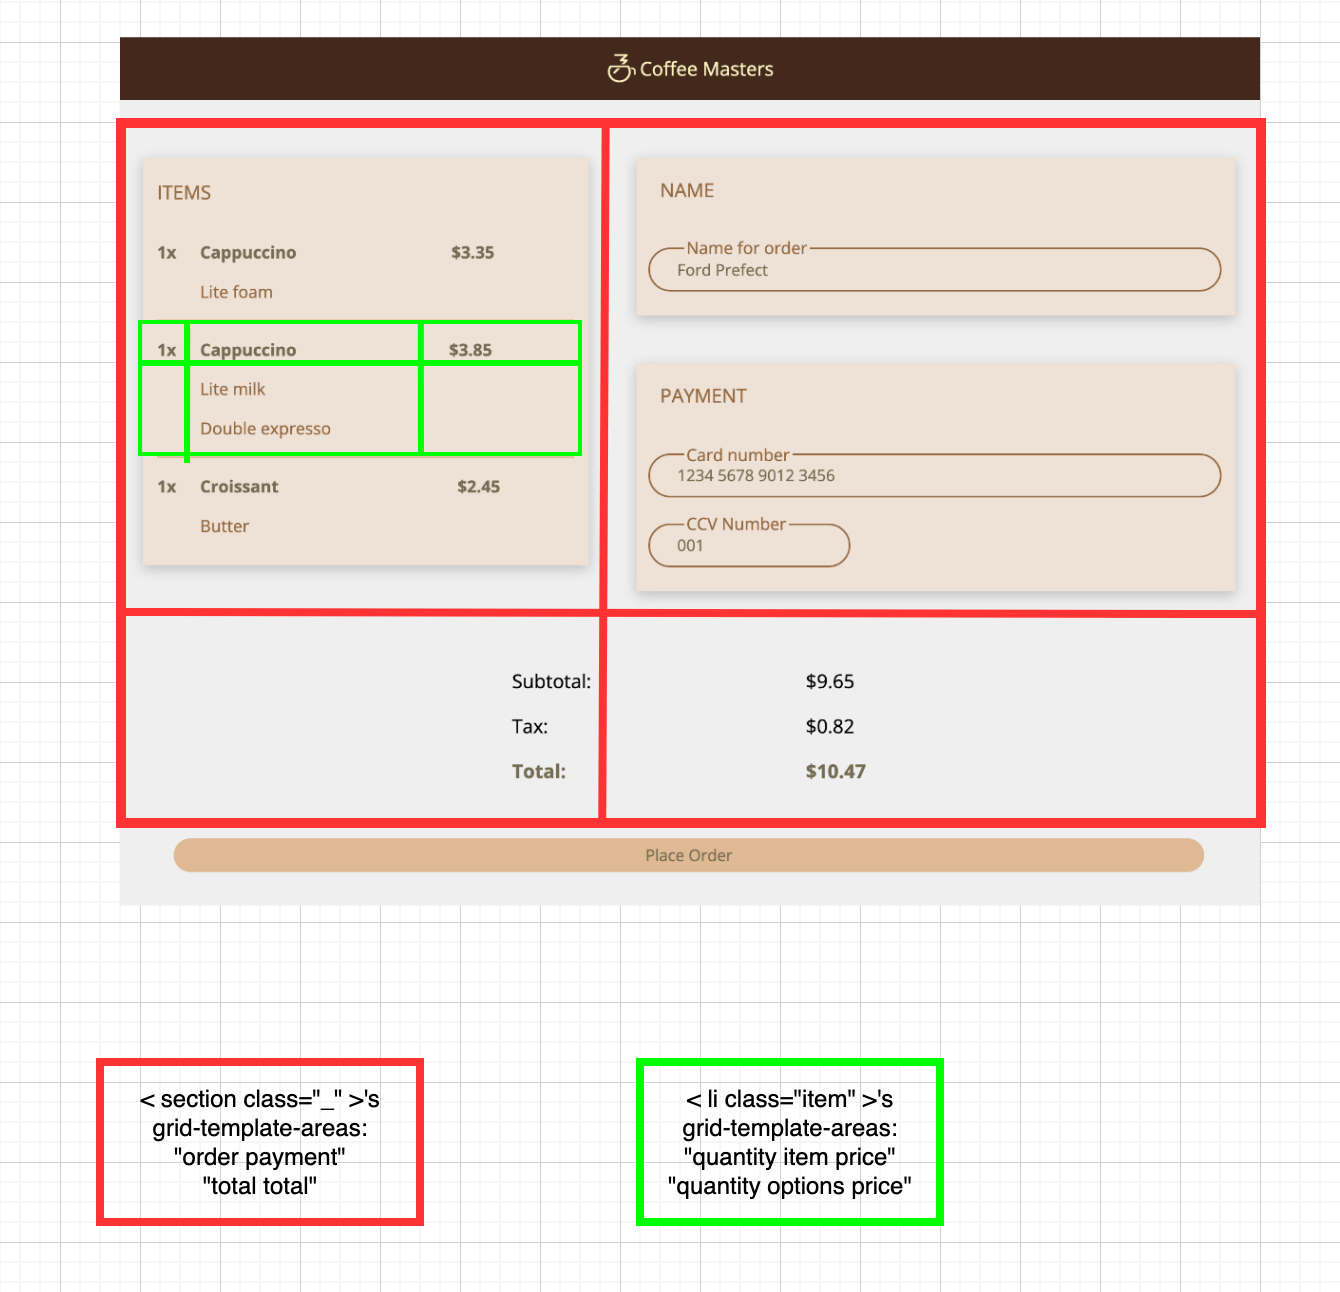 Coffee Masters
ITEMS
1x Cappuccino $3.35
Lite foam
1x Cappuccino $3.85
Lite milk
Double expresso
1x Croissant $2.45
Butter
NAME
Name for order
Ford Prefect
PAYMENT
Card number
1234 5678 9012 3456
CCV Number
001
Subtotal: $9.65
Tax: $0.82
Total: $10.47
Place Order
< section class="_" >'s
grid-template-areas:
"order payment"
"total total"
< li class="item" >'s
grid-template-areas:
"quantity item price"
"quantity options price"